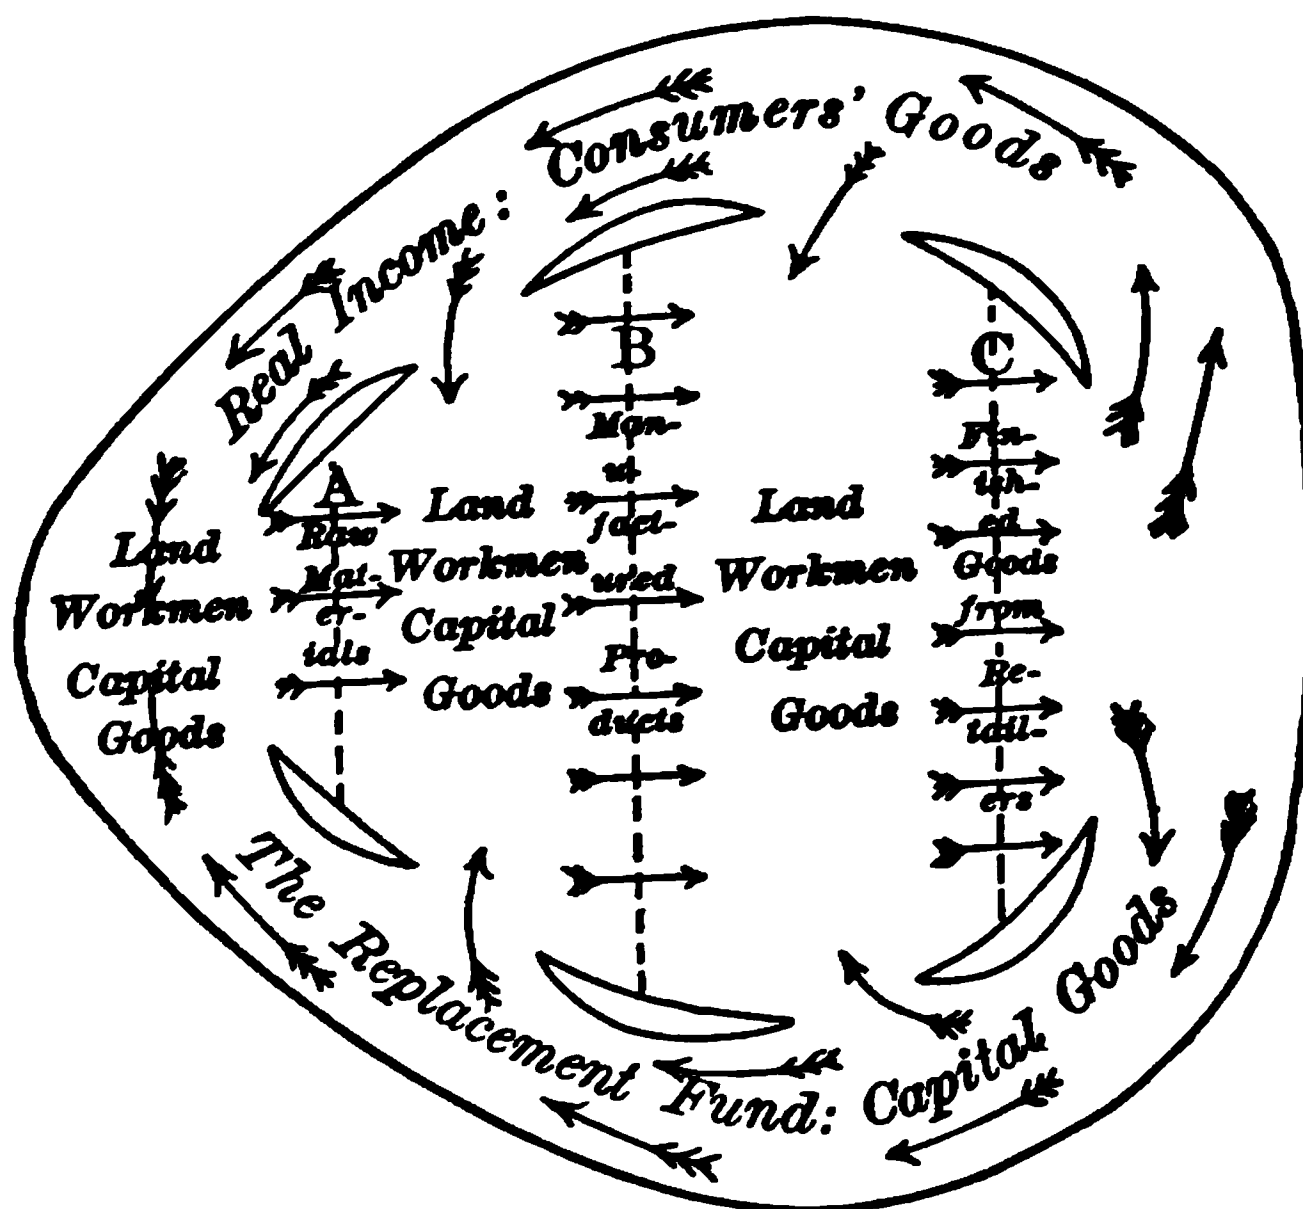 Real Income: Consumers' Goods
Land
Workmen
Capital
Goods
A
Raw
Mat-
er-
ials
Land
Workmen
Capital
Goods
B
Man-
u-
fact-
ured
Pro-
ducts
Land
Workmen
Capital
Goods
C
Fin-
ish-
ed
Goods
from
Re-
tail-
ers
The Replacement Fund: Capital Goods